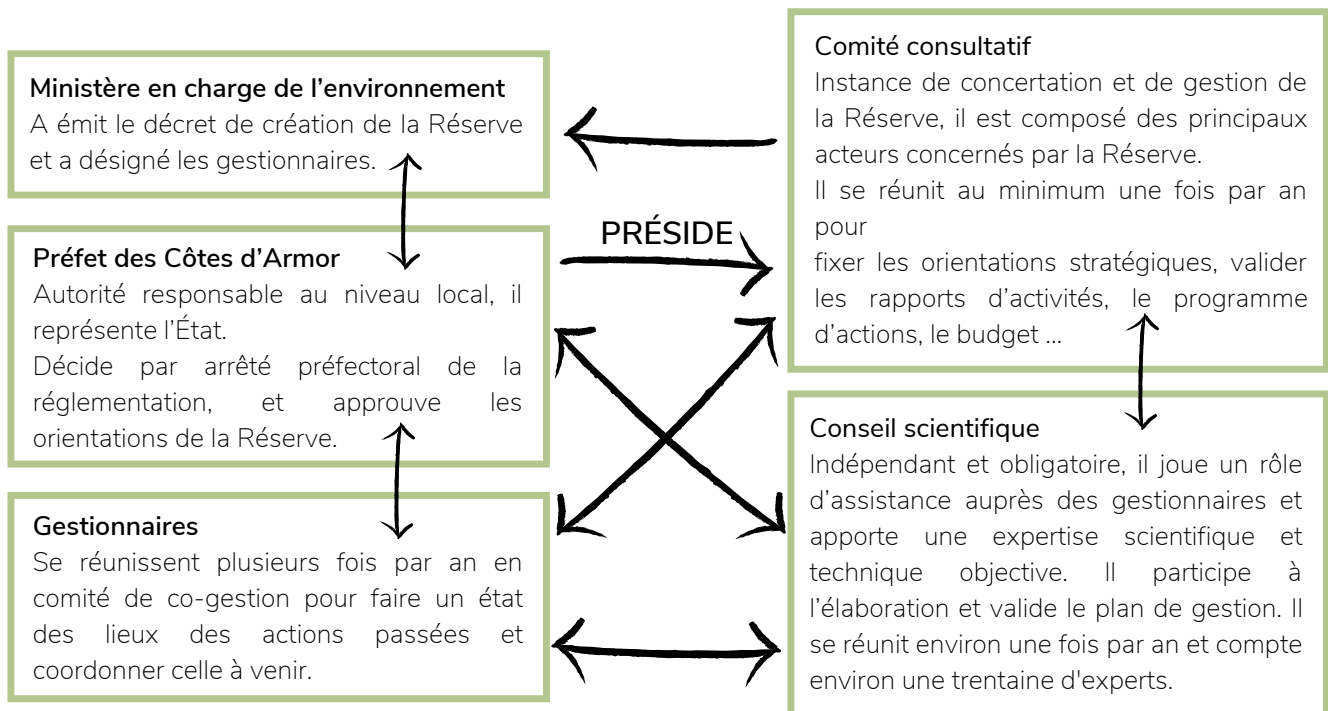 Ministère en charge de l'environnement
A émit le décret de création de la Réserve
et a désigné les gestionnaires.
Préfet des Côtes d'Armor
Autorité responsable au niveau local, il
représente l'État.
Décide par arrêté préfectoral de la
réglementation, et approuve les
orientations de la Réserve.
Gestionnaires
Se réunissent plusieurs fois par an en
comité de co-gestion pour faire un état
des lieux des actions passées et
coordonner celle à venir.
PRÉSIDE
Comité consultatif
Instance de concertation et de gestion de
la Réserve, il est composé des principaux
acteurs concernés par la Réserve.
Il se réunit au minimum une fois par an
pour
fixer les orientations stratégiques, valider
les rapports d'activités, le programme
d'actions, le budget ...
Conseil scientifique
Indépendant et obligatoire, il joue un rôle
d'assistance auprès des gestionnaires et
apporte une expertise scientifique et
technique objective. Il participe à
l'élaboration et valide le plan de gestion. Il
se réunit environ une fois par an et compte
environ une trentaine d'experts.